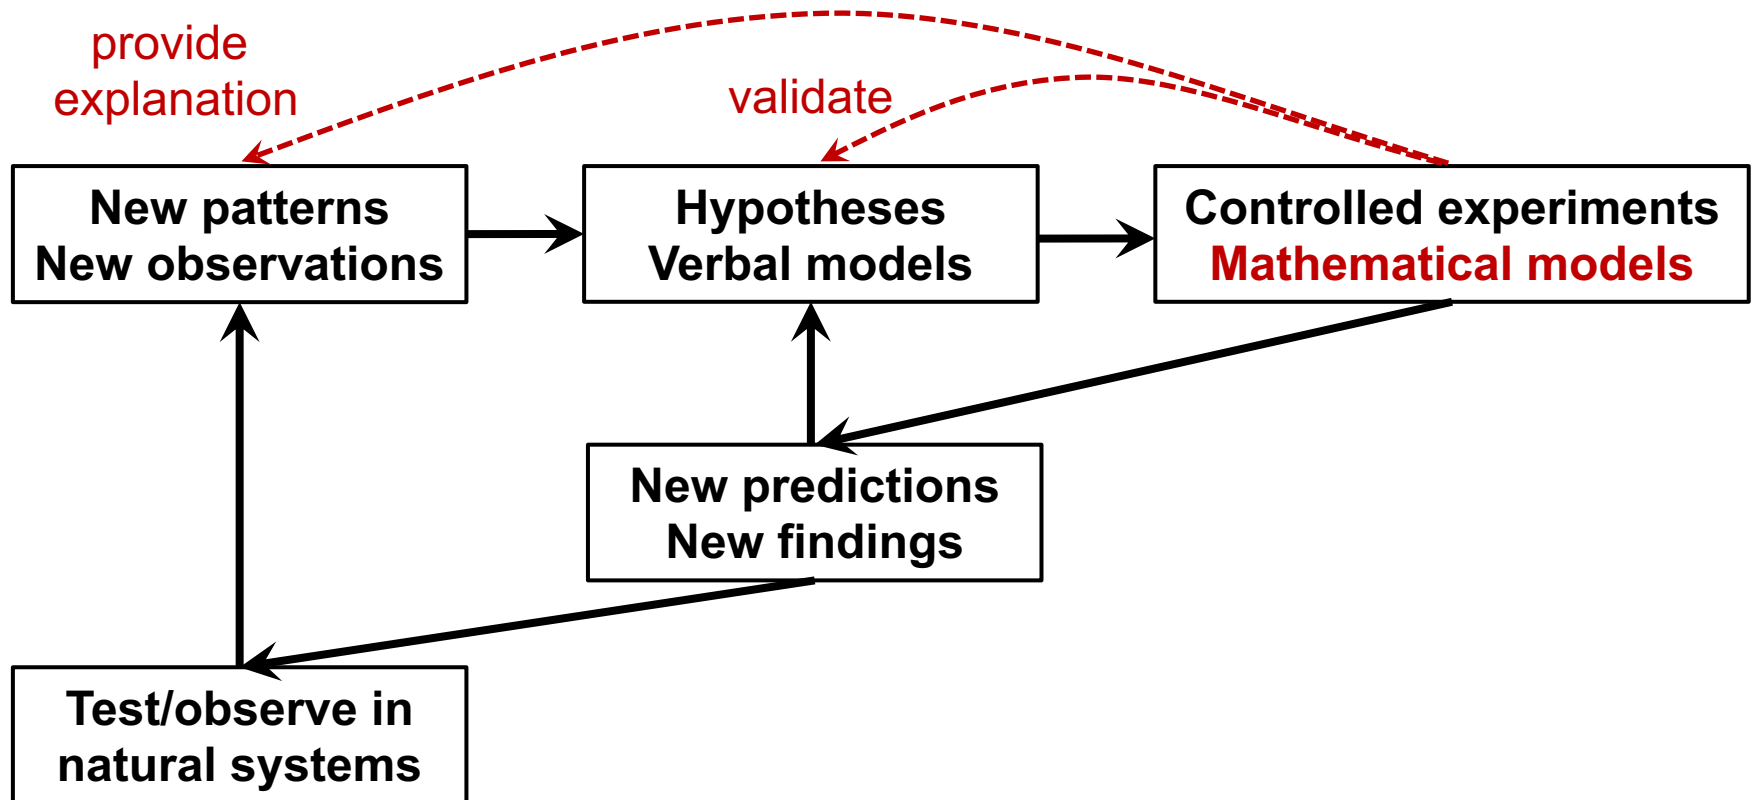 provide
explanation
validate
New patterns
New observations
Hypotheses
Verbal models
Controlled experiments
Mathematical models
New predictions
New findings
Test/observe in
natural systems